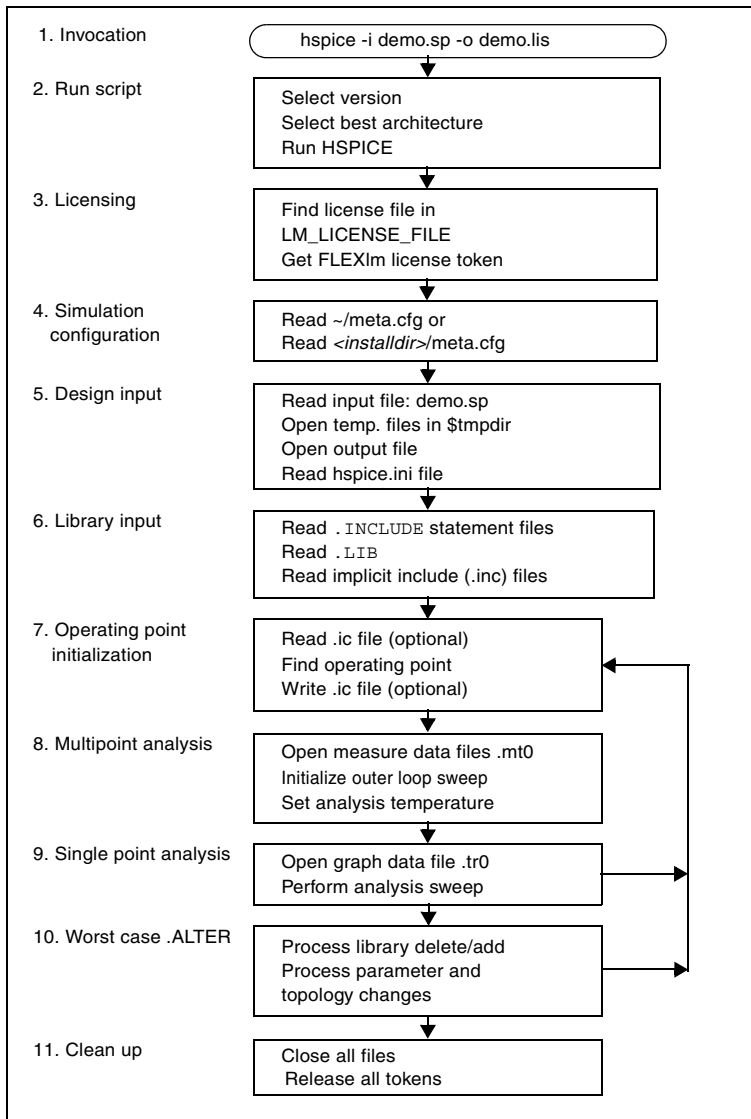 1. Invocation
hspice -i demo.sp -o demo.lis
2. Run script
Select version
Select best architecture
Run HSPICE
3. Licensing
Find license file in
LM_LICENSE_FILE
Get FLEXlm license token
4. Simulation
configuration
Read ~/meta.cfg or
Read <installdir>/meta.cfg
5. Design input
Read input file: demo.sp
Open temp. files in $tmpdir
Open output file
Read hspice.ini file
6. Library input
Read .INCLUDE statement files
Read .LIB
Read implicit include (.inc) files
7. Operating point
initialization
Read .ic file (optional)
Find operating point
Write .ic file (optional)
8. Multipoint analysis
Open measure data files .mt0
Initialize outer loop sweep
Set analysis temperature
9. Single point analysis
Open graph data file .tr0
Perform analysis sweep
10. Worst case .ALTER
Process library delete/add
Process parameter and
topology changes
11. Clean up
Close all files
Release all tokens